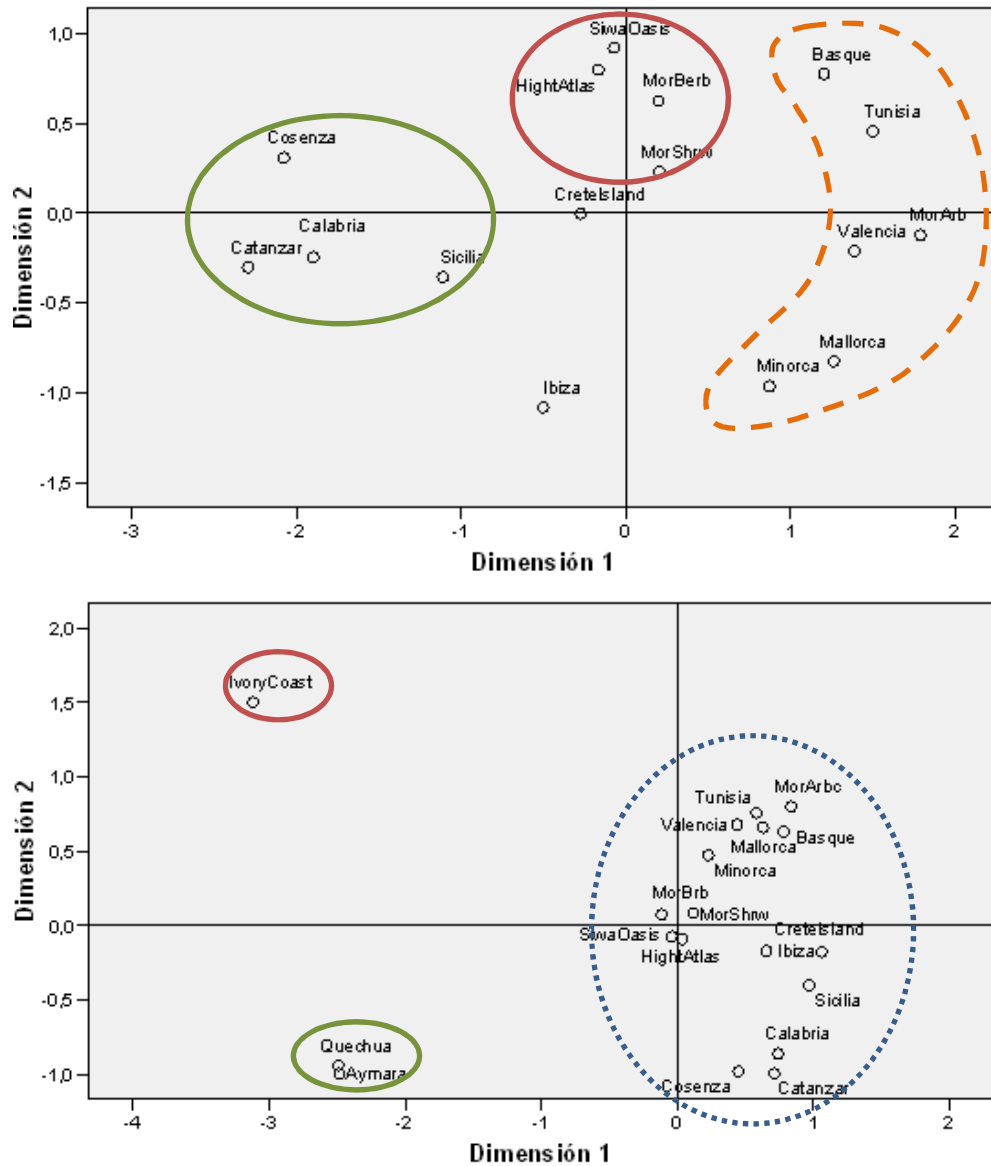 1,0
0,5
0,0
-0,5
-1,0
-1,5
Dimensión 2
SiwaOasis
HightAtlas
MorBerb
MorShrw
Basque
Tunisia
Cosenza
CreteIsland
MorArb
Valencia
Calabria
Catanzar
Sicilia
Mallorca
Minorca
Ibiza
-3 -2 -1 0 1 2
Dimensión 1
2,0
1,5
1,0
0,5
0,0
-0,5
-1,0
Dimensión 2
IvoryCoast
MorArbc
Tunisia
Valencia
Basque
Mallorca
Minorca
MorBrb
MorShrw
CreteIsland
SiwaOasis
Ibiza
HightAtlas
Sicilia
Calabria
Quechua
Aymara
Cosenza
Catanzar
-4 -3 -2 -1 0 1 2
Dimensión 1